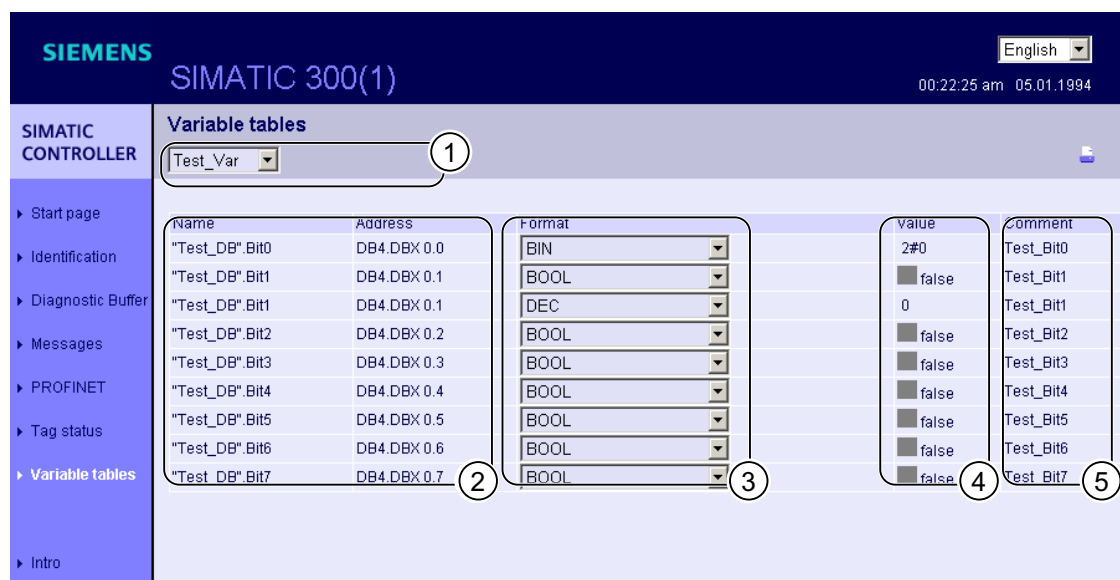 SIEMENS
SIMATIC 300(1)
English
00:22:25 am 05.01.1994
SIMATIC
CONTROLLER
Variable tables
Test_Var
1
Start page
Identification
Diagnostic Buffer
Messages
PROFINET
Tag status
Variable tables
Intro
Name Address Format Value Comment
"Test_DB".Bit0 DB4.DBX 0.0 BIN 2#0 Test_Bit0
"Test_DB".Bit1 DB4.DBX 0.1 BOOL false Test_Bit1
"Test_DB".Bit1 DB4.DBX 0.1 DEC 0 Test_Bit1
"Test_DB".Bit2 DB4.DBX 0.2 BOOL false Test_Bit2
"Test_DB".Bit3 DB4.DBX 0.3 BOOL false Test_Bit3
"Test_DB".Bit4 DB4.DBX 0.4 BOOL false Test_Bit4
"Test_DB".Bit5 DB4.DBX 0.5 BOOL false Test_Bit5
"Test_DB".Bit6 DB4.DBX 0.6 BOOL false Test_Bit6
"Test_DB".Bit7 DB4.DBX 0.7 BOOL false Test_Bit7
2 3 4 5